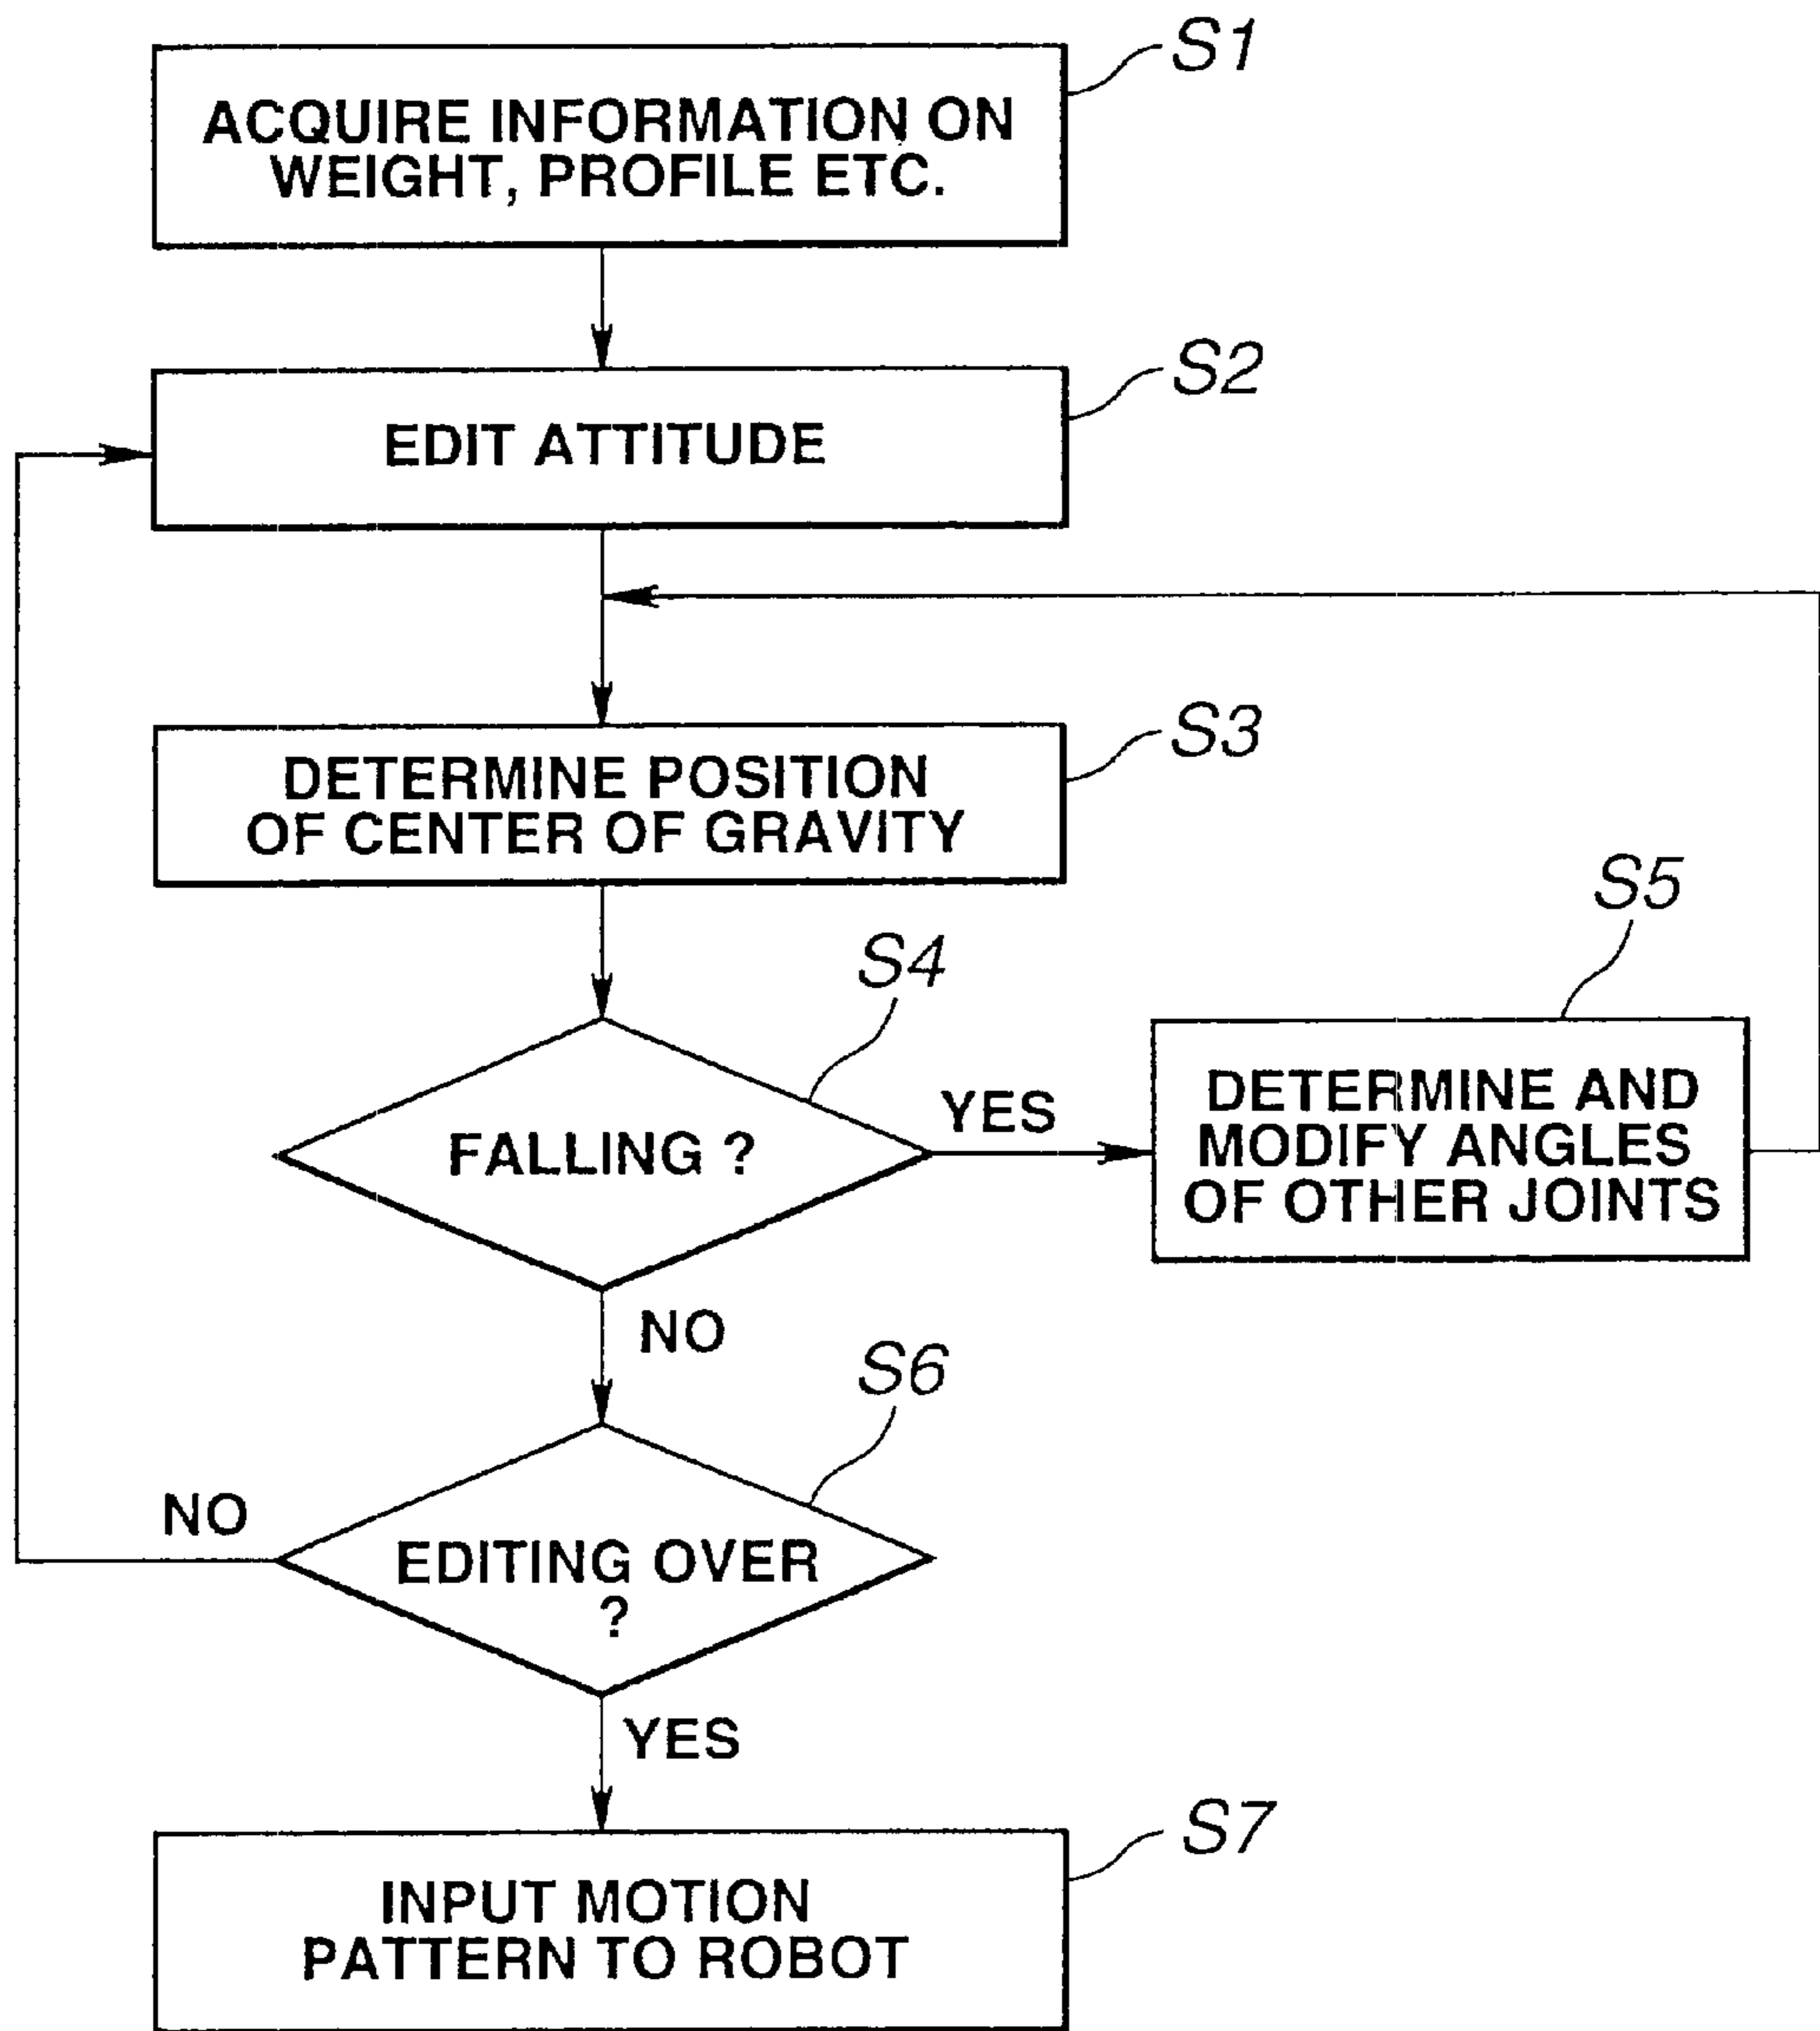 S1
ACQUIRE INFORMATION ON
WEIGHT, PROFILE ETC.
S2
EDIT ATTITUDE
S3
DETERMINE POSITION
OF CENTER OF GRAVITY
S4
FALLING ?
YES
S5
DETERMINE AND
MODIFY ANGLES
OF OTHER JOINTS
NO
S6
NO
EDITING OVER
?
YES
S7
INPUT MOTION
PATTERN TO ROBOT